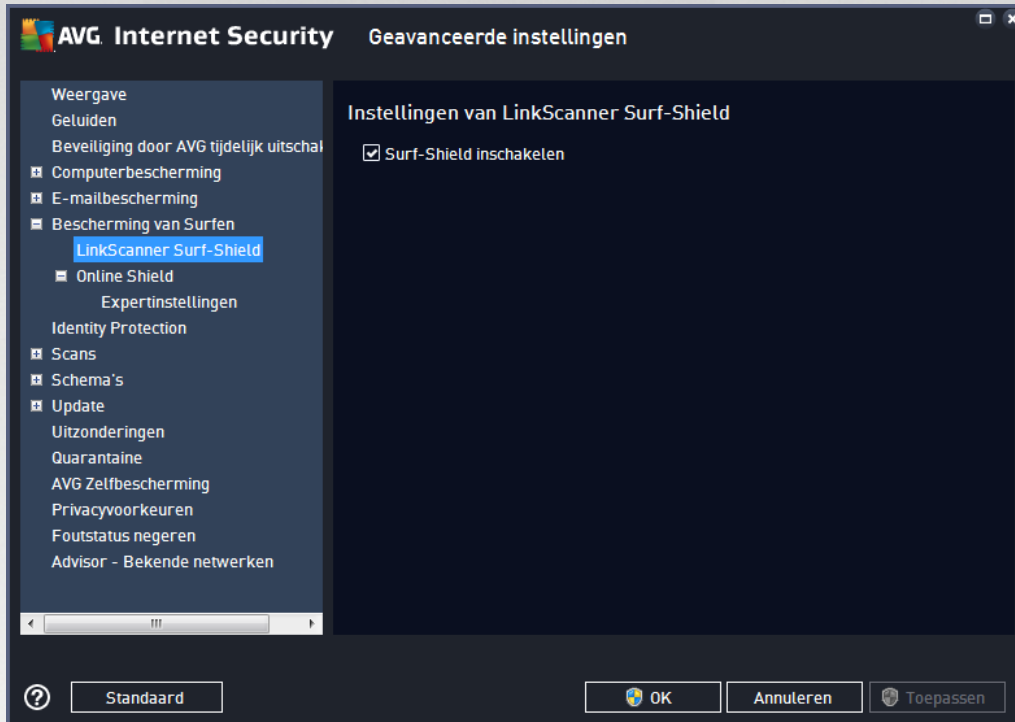 AVG Internet Security Geavanceerde instellingen
Weergave
Geluiden
Beveiliging door AVG tijdelijk
Computerbescherming
E-mailbescherming
Bescherming van Surfen
LinkScanner Surf-Shield
Online Shield
Expertinstellingen
Identity Protection
Scans
Schema's
Update
Uitzonderingen
Quarantaine
AVG Zelfbescherming
Privacyvoorkeuren
Foutstatus negeren
Advisor - Bekende netwerken
Instellingen van LinkScanner Surf-Shield
Surf-Shield inschakelen
Standaard
OK
Annuleren
Toepassen